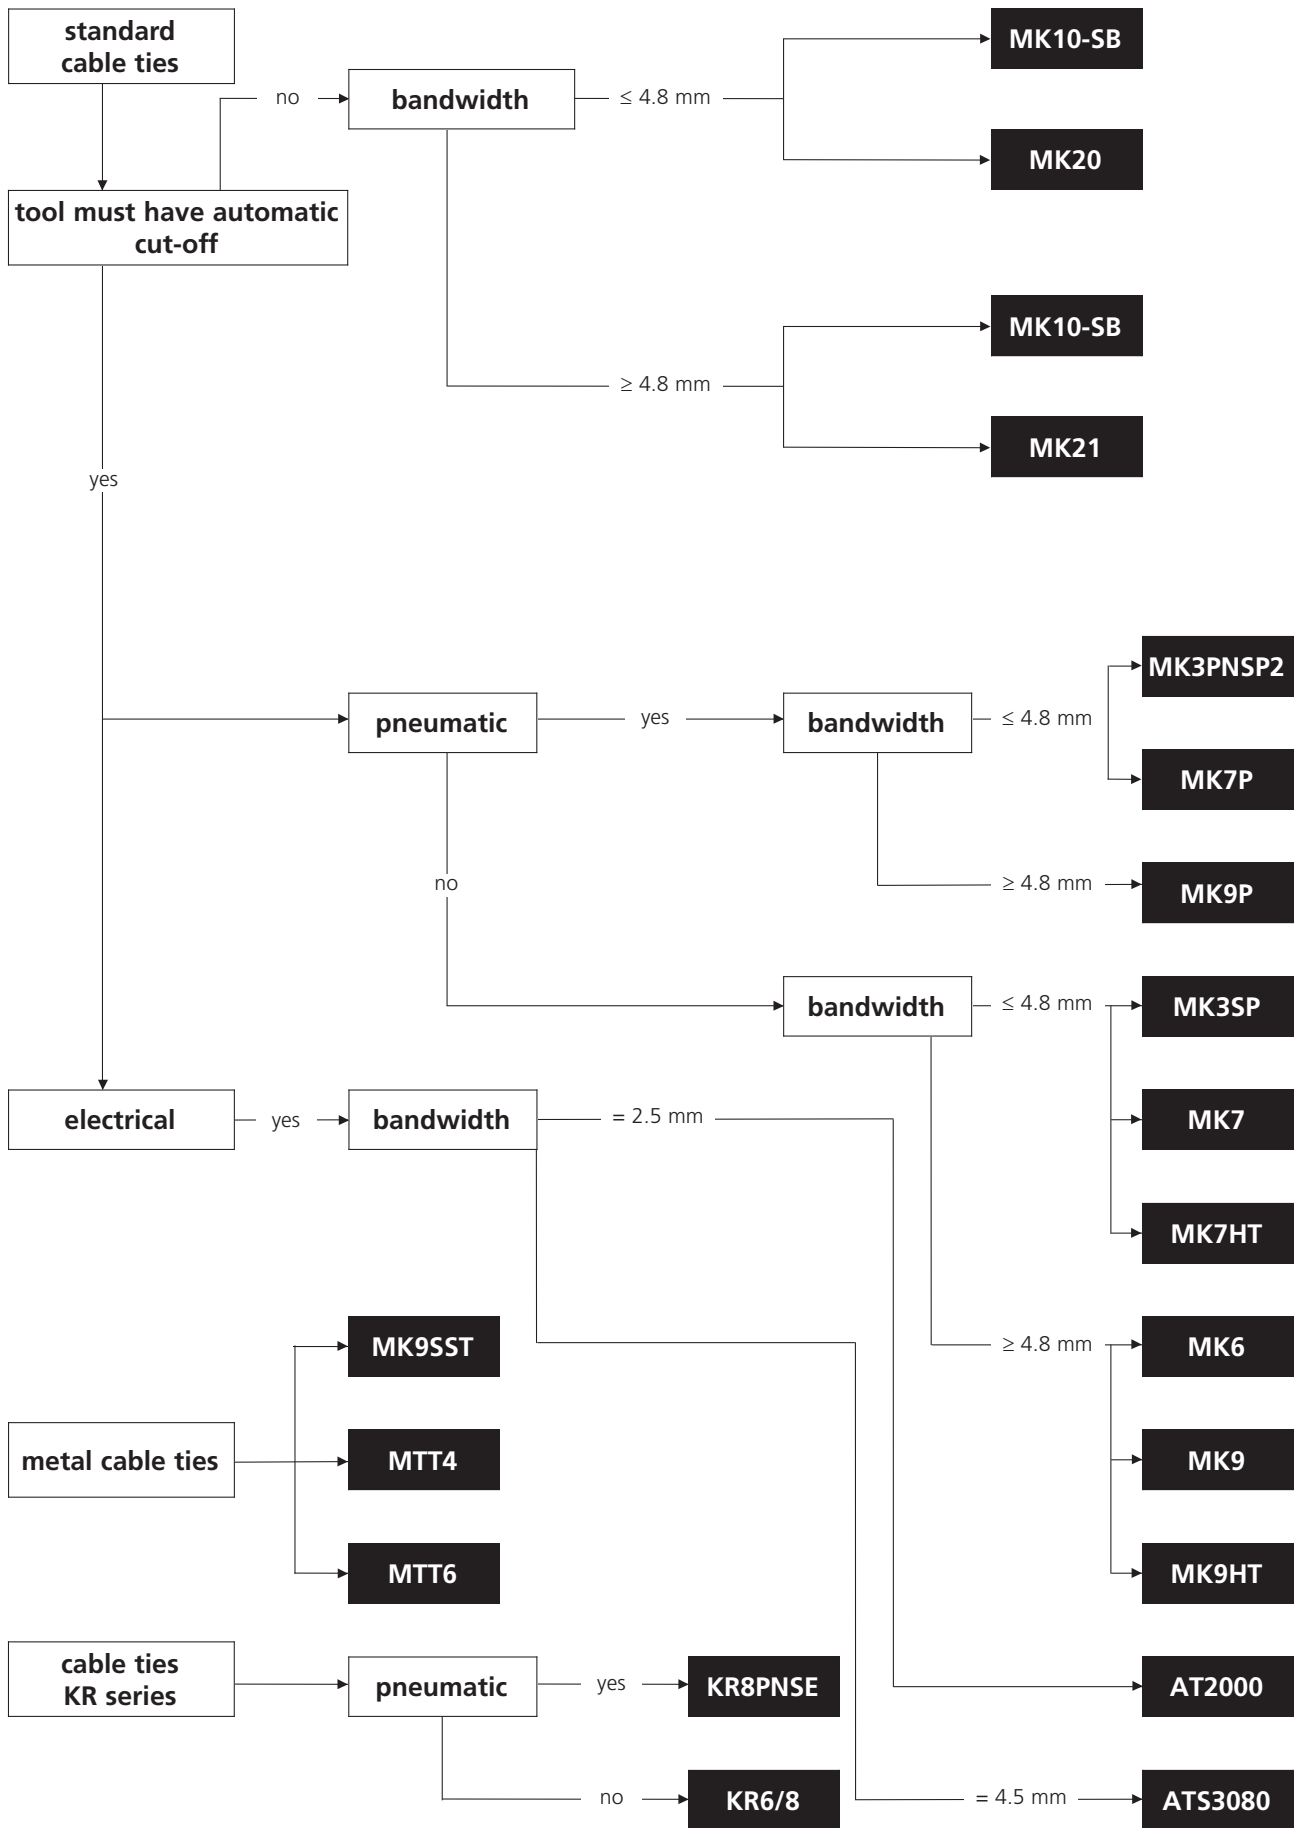 standard
cable ties
MK10-SB
no
bandwidth
≤ 4.8 mm
MK20
tool must have automatic
cut-off
MK10-SB
≥ 4.8 mm
MK21
yes
MK3PNSP2
pneumatic
yes
bandwidth
≤ 4.8 mm
MK7P
no
≥ 4.8 mm
MK9P
bandwidth
≤ 4.8 mm
MK3SP
electrical
yes
bandwidth
= 2.5 mm
MK7
MK7HT
MK9SST
≥ 4.8 mm
MK6
metal cable ties
MTT4
MK9
MTT6
MK9HT
cable ties
KR series
pneumatic
yes
KR8PNSE
AT2000
no
KR6/8
= 4.5 mm
ATS3080